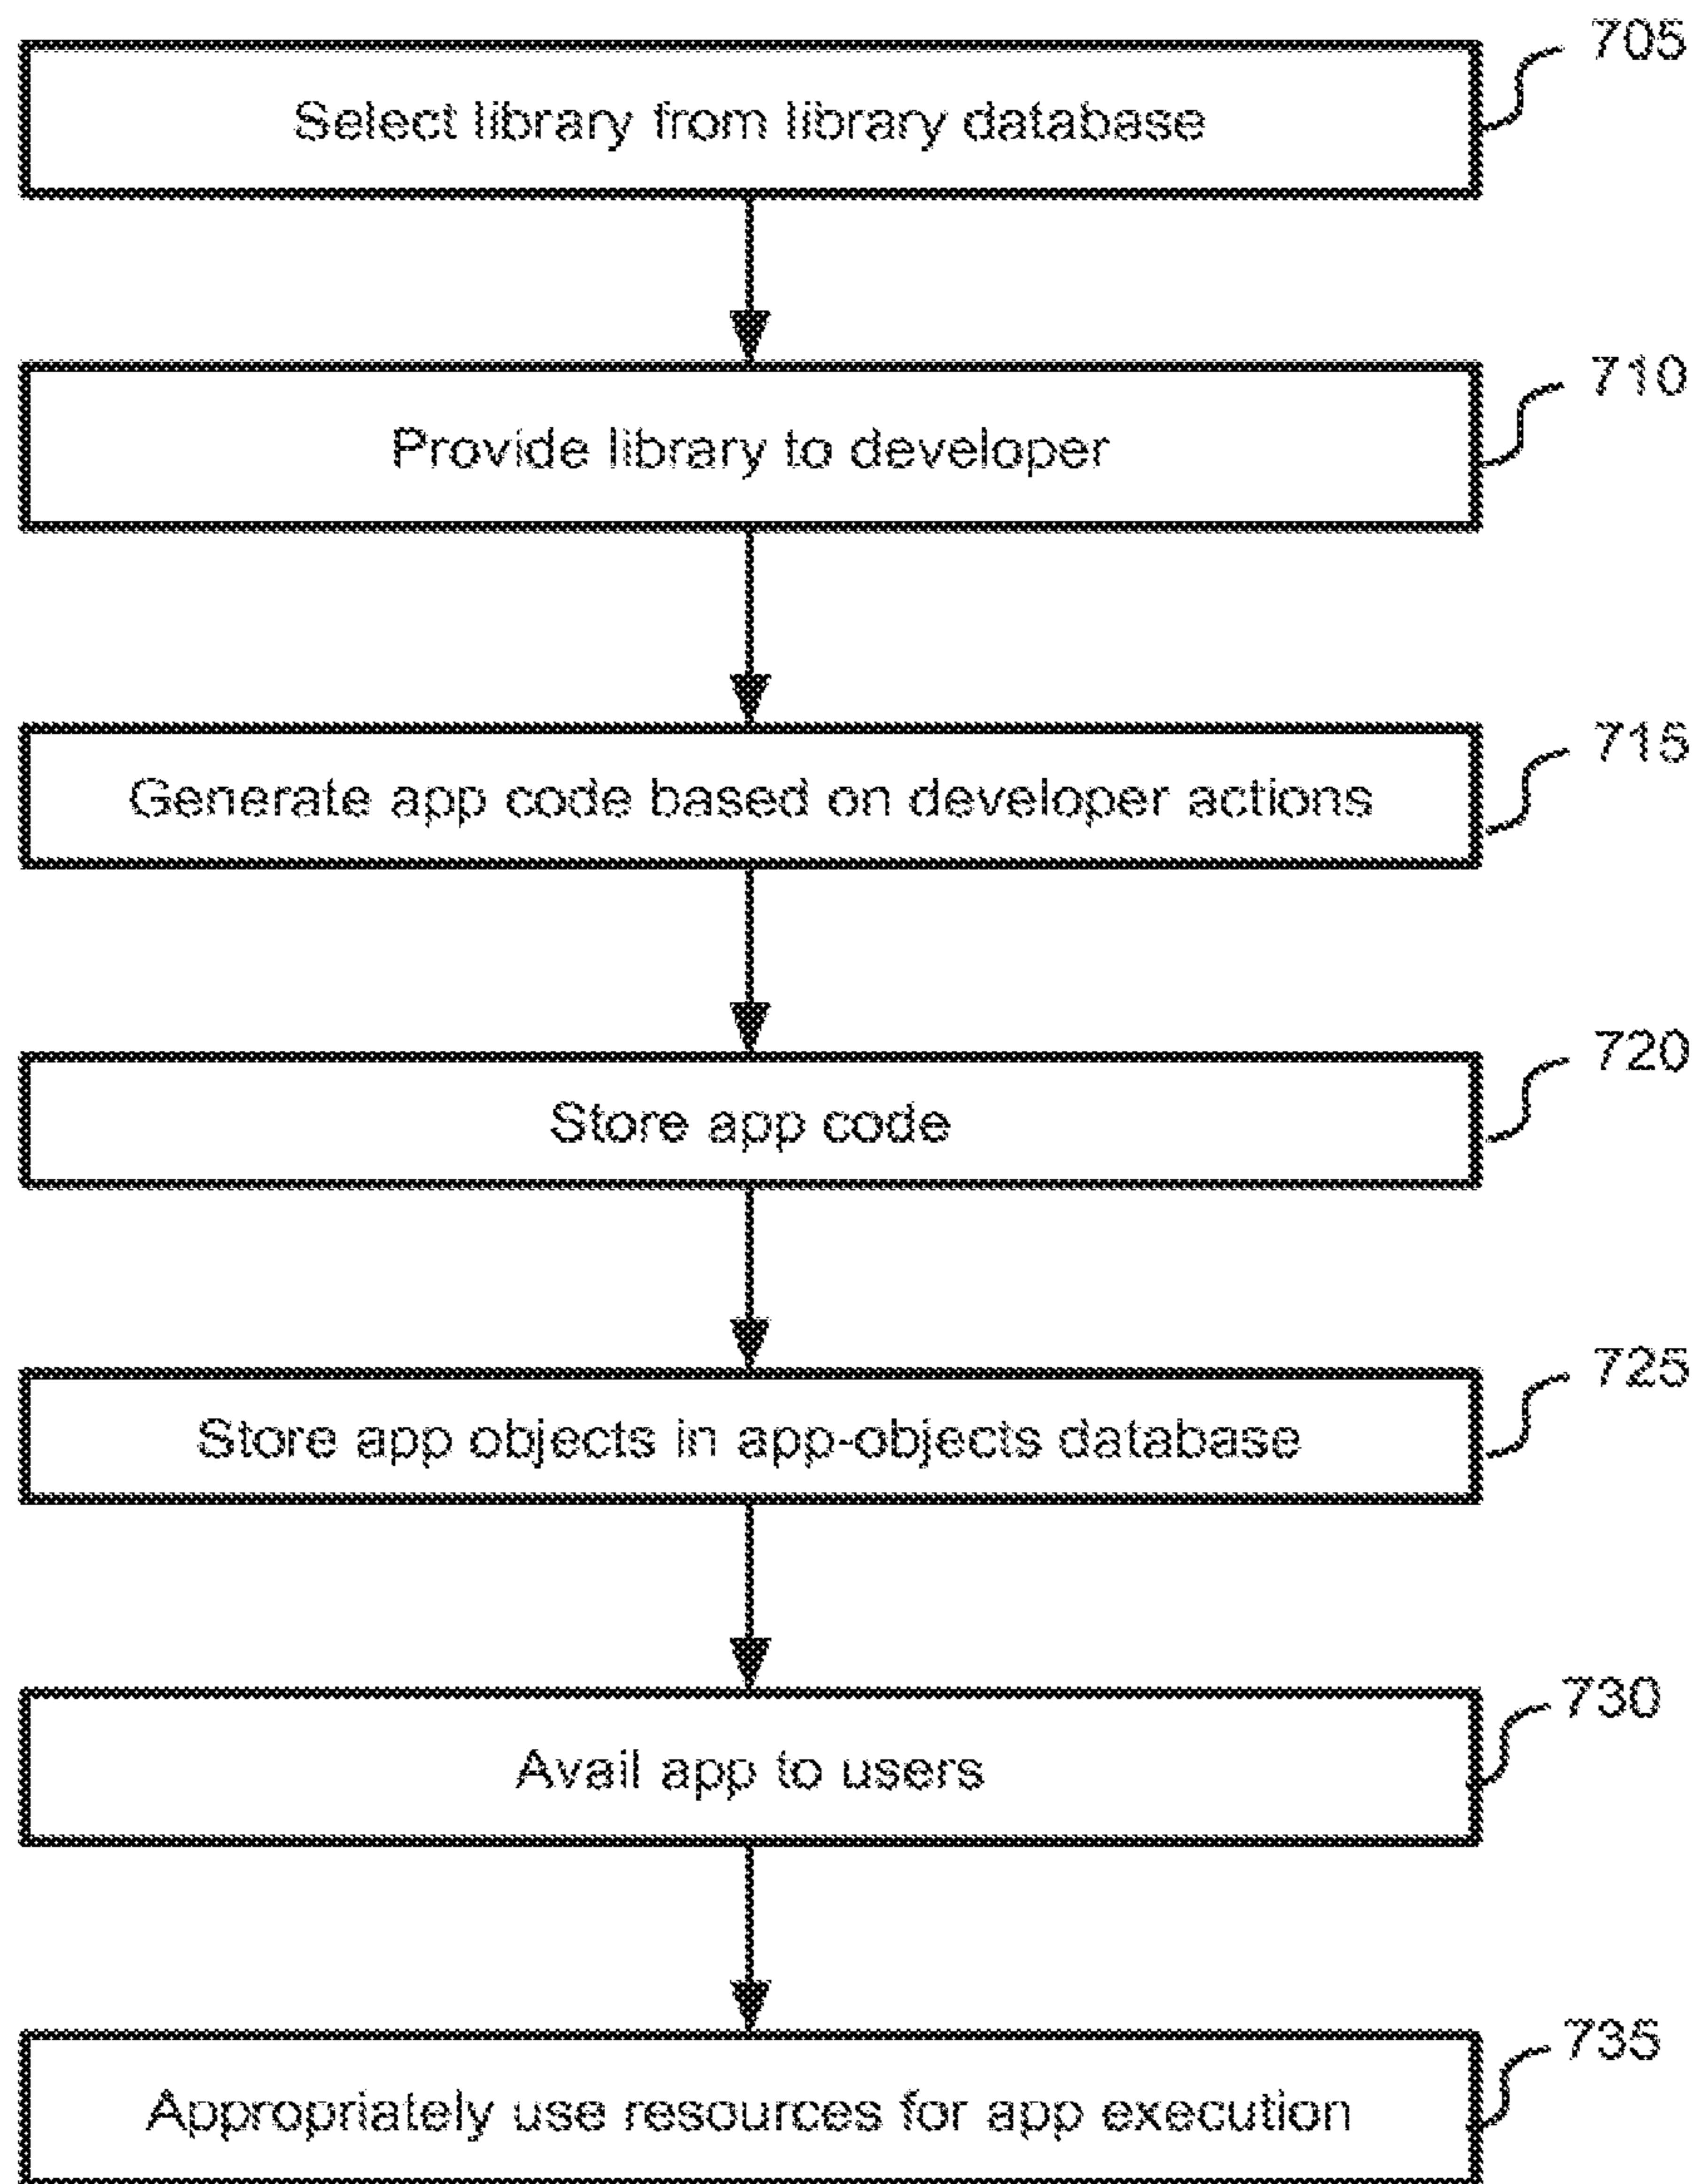 705
Select library from library database
710
Provide library to developer
715
Generate app code based on developer actions
720
Store app code
725
Store app objects in app-objects database
730
Avail app to users
735
Appropriately use resources for app execution